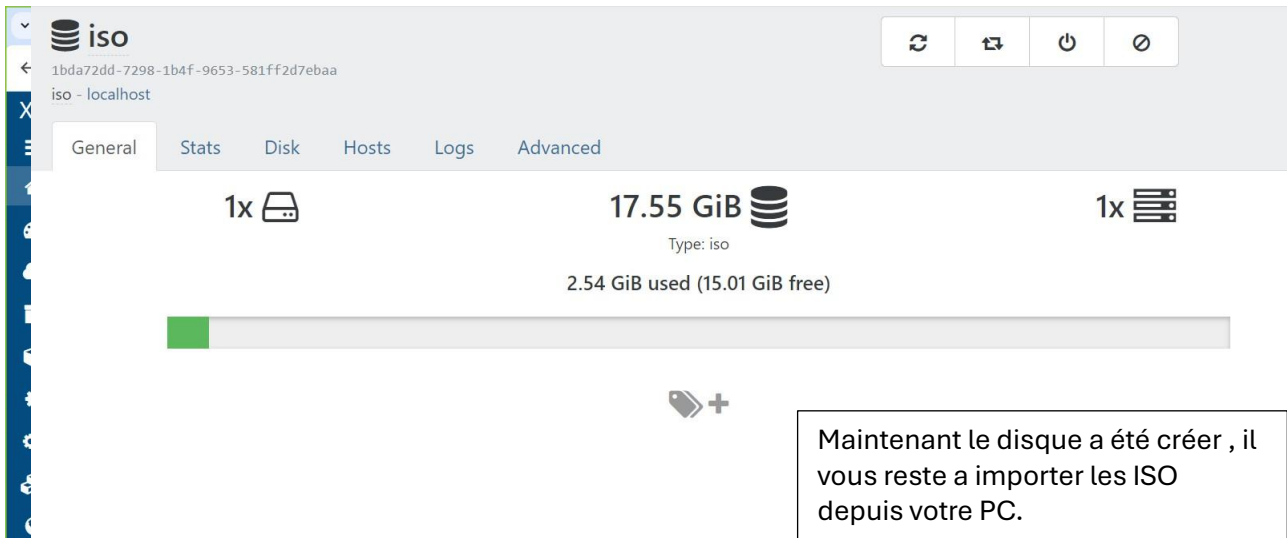 iso
1bda72dd-7298-1b4f-9653-581ff2d7ebaa
iso - localhost
X
General Stats Disk Hosts Logs Advanced
1x 17.55 GiB 1x
Type: iso
2.54 GiB used (15.01 GiB free)
Maintenant le disque a été créer , il
vous reste a importer les ISO
depuis votre PC.